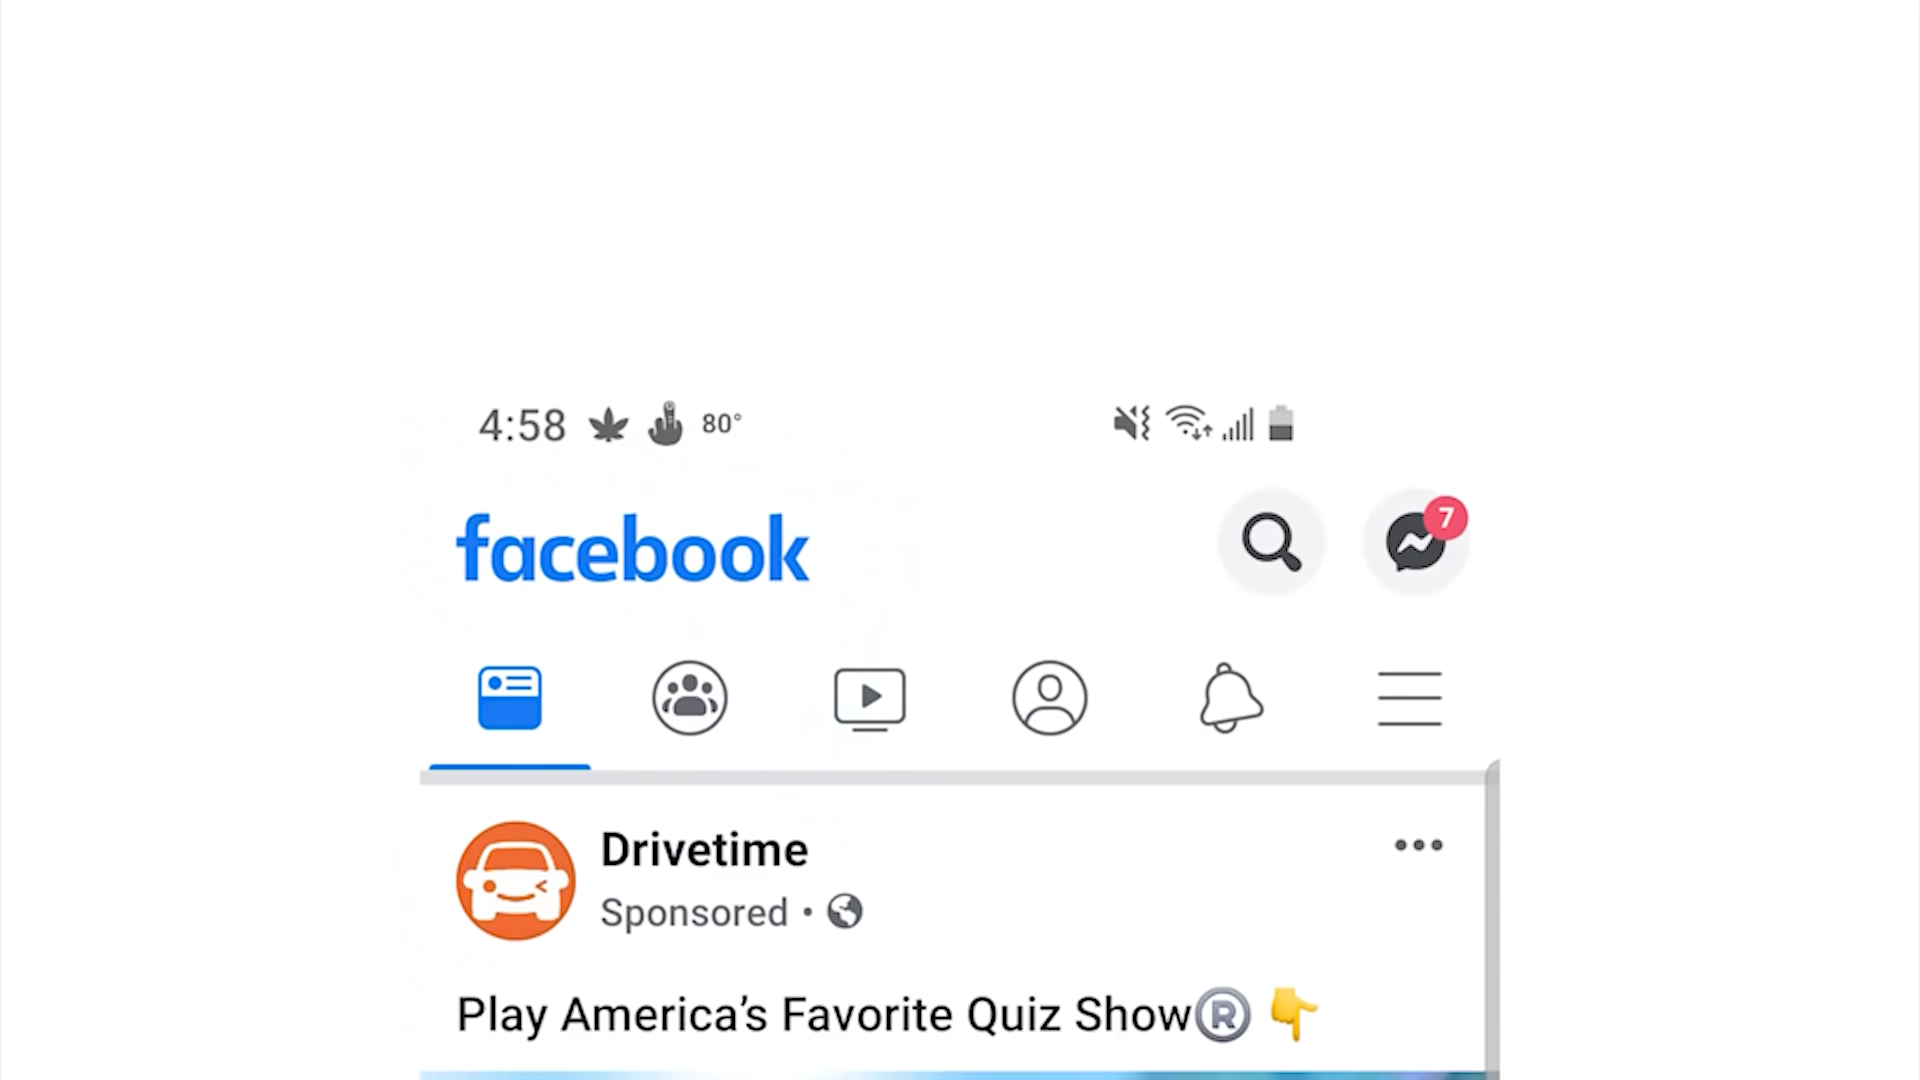 4:58 80°
facebook
7
Drivetime
Sponsored •
Play America's Favorite Quiz Show®️ 👇